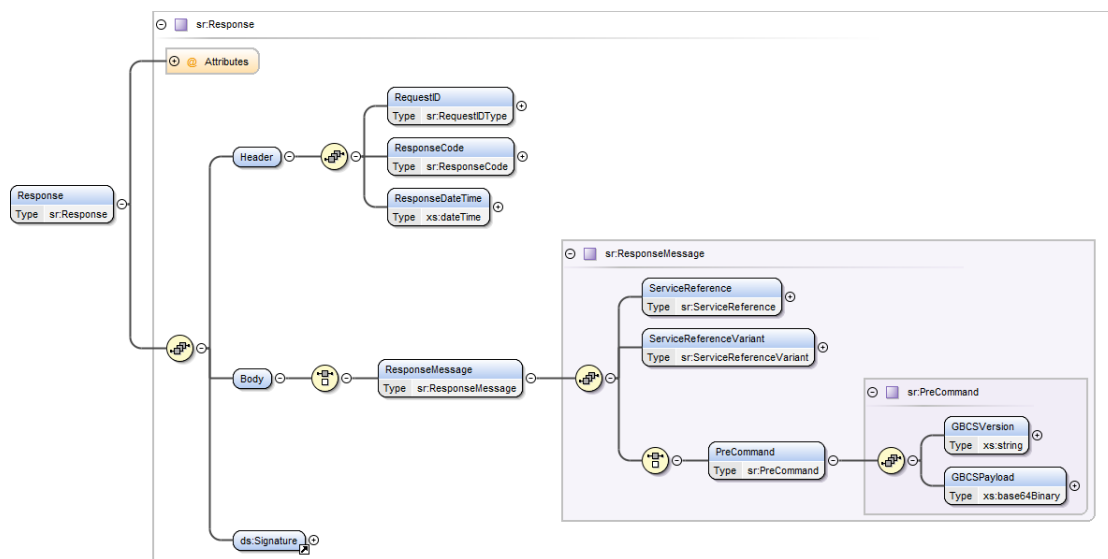 sr:Response
@ Attributes
RequestID
Type sr:RequestIDType
Header
ResponseCode
Type sr:ResponseCode
Response
Type sr:Response
ResponseDateTime
Type xs:dateTime
sr:ResponseMessage
ServiceReference
Type sr:ServiceReference
ServiceReferenceVariant
Type sr:ServiceReferenceVariant
Body
ResponseMessage
Type sr:ResponseMessage
sr:PreCommand
GBCSVersion
Type xs:string
PreCommand
Type sr:PreCommand
GBCSPayload
Type xs:base64Binary
ds:Signature